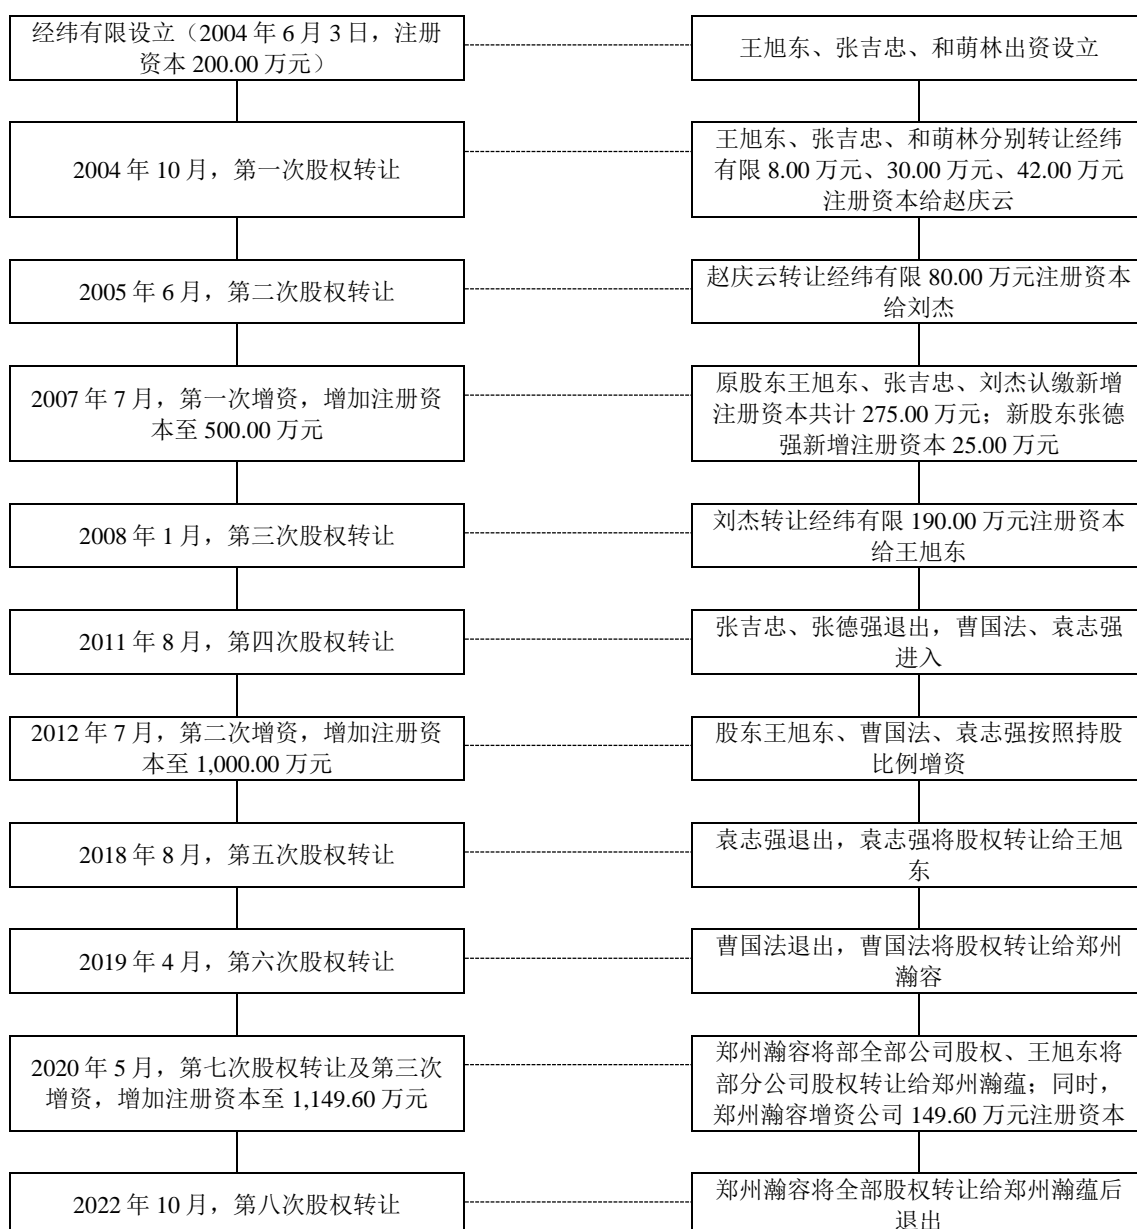 经纬有限设立（2004 年 6 月 3 日，注册
资本 200.00 万元）
王旭东、张吉忠、和萌林出资设立
2004 年 10 月，第一次股权转让
王旭东、张吉忠、和萌林分别转让经纬
有限 8.00 万元、30.00 万元、42.00 万元
注册资本给赵庆云
2005 年 6 月，第二次股权转让
赵庆云转让经纬有限 80.00 万元注册资本
给刘杰
2007 年 7 月，第一次增资，增加注册资
本至 500.00 万元
原股东王旭东、张吉忠、刘杰认缴新增
注册资本共计 275.00 万元；新股东张德
强新增注册资本 25.00 万元
2008 年 1 月，第三次股权转让
刘杰转让经纬有限 190.00 万元注册资本
给王旭东
2011 年 8 月，第四次股权转让
张吉忠、张德强退出，曹国法、袁志强
进入
2012 年 7 月，第二次增资，增加注册资
本至 1,000.00 万元
股东王旭东、曹国法、袁志强按照持股
比例增资
2018 年 8 月，第五次股权转让
袁志强退出，袁志强将股权转让给王旭
东
2019 年 4 月，第六次股权转让
曹国法退出，曹国法将股权转让给郑州
瀚容
2020 年 5 月，第七次股权转让及第三次
增资，增加注册资本至 1,149.60 万元
郑州瀚容将部全部公司股权、王旭东将
部分公司股权转让给郑州瀚蕴；同时，
郑州瀚容增资公司 149.60 万元注册资本
2022 年 10 月，第八次股权转让
郑州瀚容将全部股权转让给郑州瀚蕴后
退出